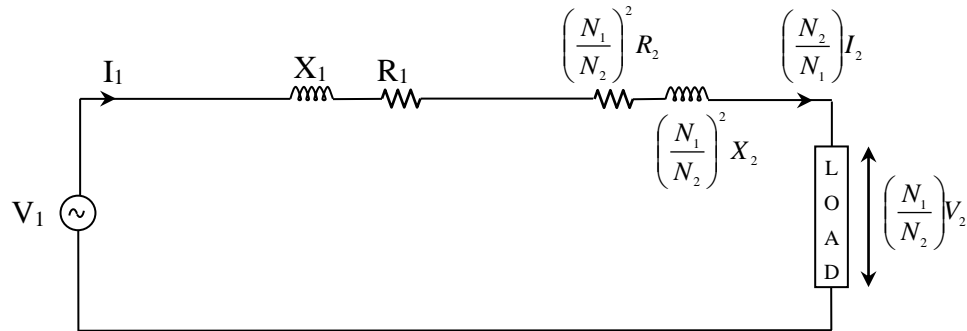 I₁
X₁
R₁
(N₁/N₂)² R₂
(N₂/N₁) I₂
(N₁/N₂)² X₂
V₁
~
L
O
A
D
(N₁/N₂) V₂